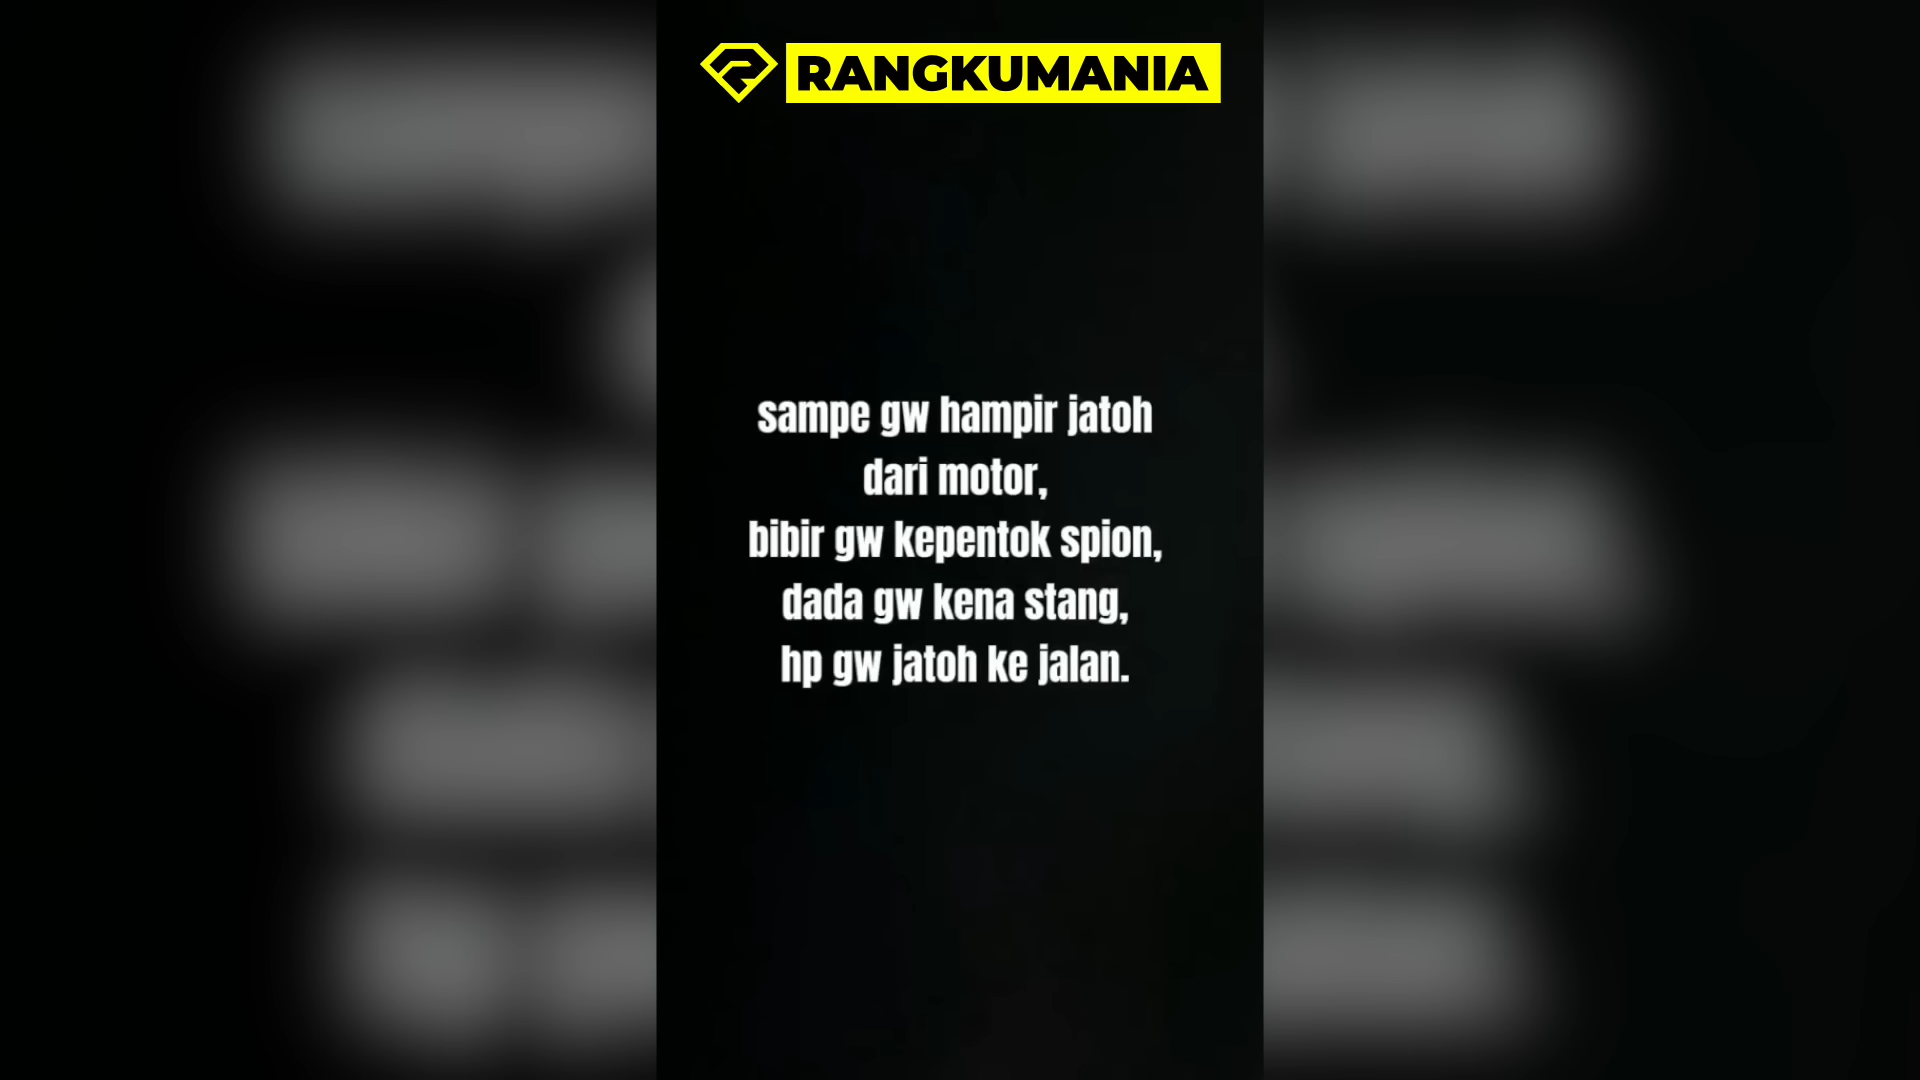 RANGKUMANIA
sampe gw hampir jatoh
dari motor,
bibir gw kepentok spion,
dada gw kena stang,
hp gw jatoh ke jalan.